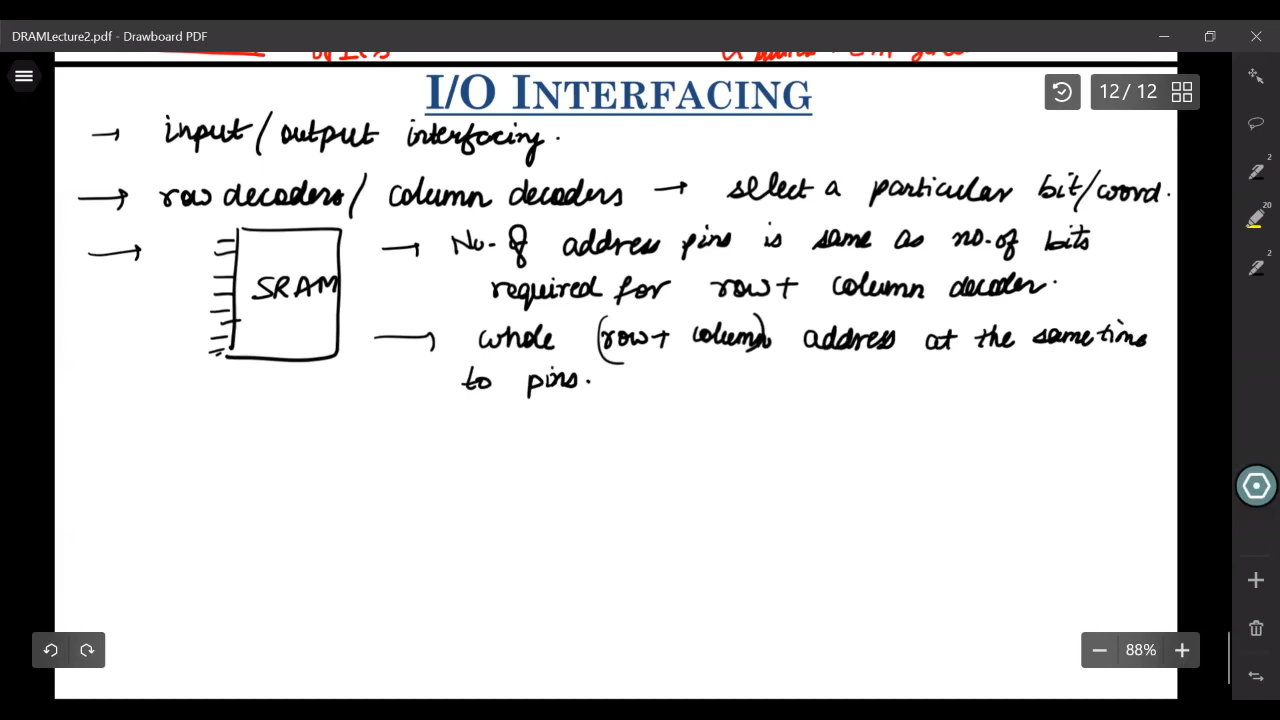 DRAMLecture2.pdf - Drawboard PDF
I/O INTERFACING
12 / 12
→ input/output interfacing.
→ row decoders/ column decoders → select a particular bit/word.
→ SRAM → No. of address pins is same as no. of bits
required for row + column decoder.
→ whole (row + column) address at the same time
to pins.
88%